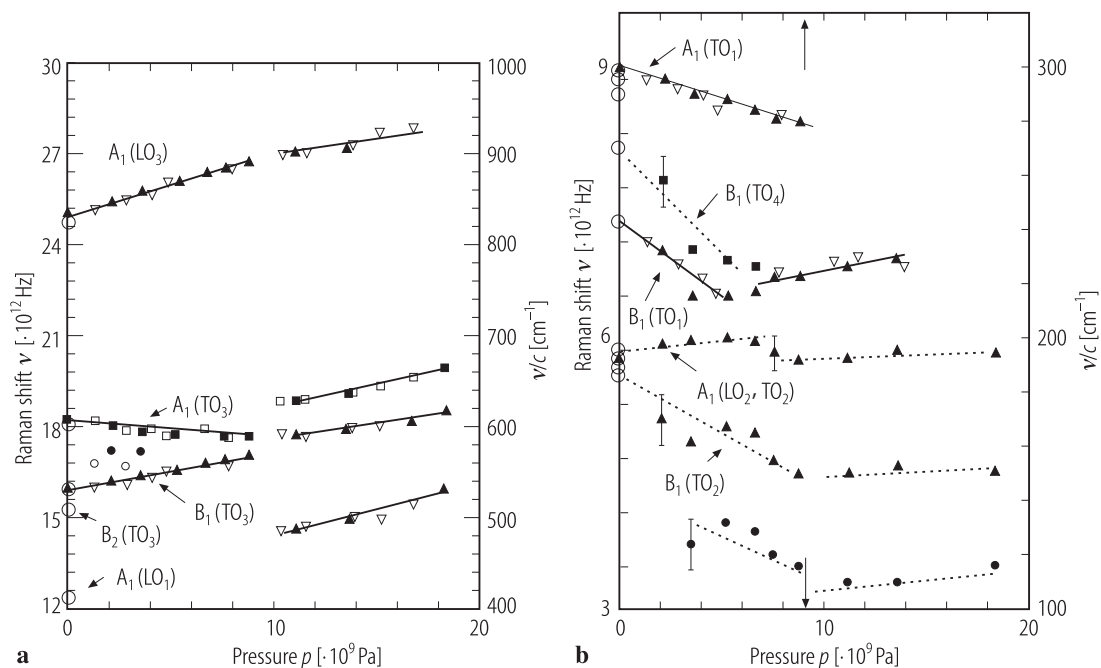 30
27
24
21
18
15
12
Raman shift ν [·10¹² Hz]
A₁ (LO₃)
A₁ (TO₃)
B₁ (TO₃)
B₂ (TO₃)
A₁ (LO₁)
1000
900
800
700
600
500
400
ν/c [cm⁻¹]
0
10
20
Pressure p [·10⁹ Pa]
a
9
6
3
Raman shift ν [·10¹² Hz]
A₁ (TO₁)
B₁ (TO₄)
B₁ (TO₁)
A₁ (LO₂, TO₂)
B₁ (TO₂)
300
200
100
ν/c [cm⁻¹]
0
10
20
Pressure p [·10⁹ Pa]
b